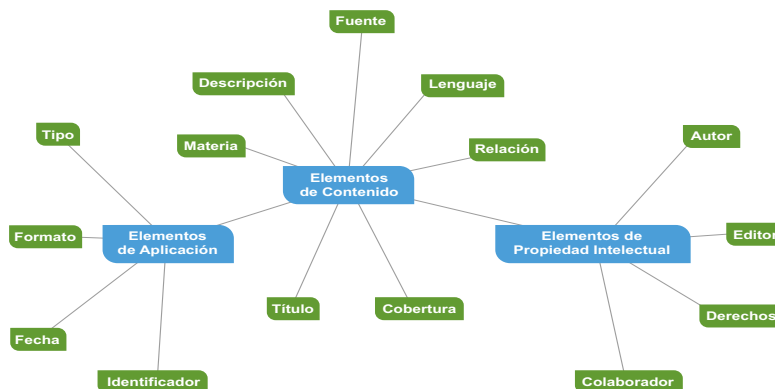 Fuente
Descripción
Lenguaje
Tipo
Materia
Relación
Autor
Elementos
de Contenido
Formato
Elementos
de Aplicación
Elementos de
Propiedad Intelectual
Editor
Título
Cobertura
Derechos
Fecha
Identificador
Colaborador